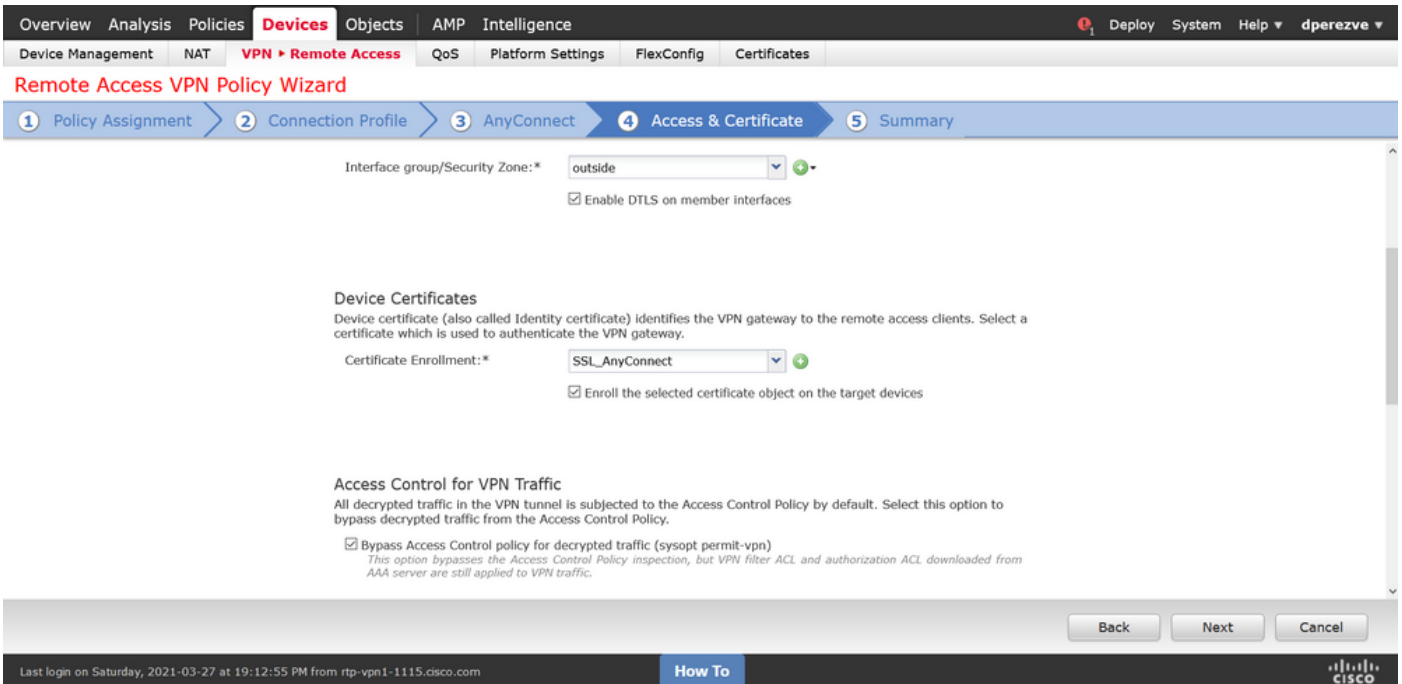 Overview Analysis Policies Devices Objects AMP Intelligence 1 Deploy System Help dperezve
Device Management NAT VPN ▸ Remote Access QoS Platform Settings FlexConfig Certificates
Remote Access VPN Policy Wizard
1 Policy Assignment 2 Connection Profile 3 AnyConnect 4 Access & Certificate 5 Summary
Interface group/Security Zone:* outside
Enable DTLS on member interfaces
Device Certificates
Device certificate (also called Identity certificate) identifies the VPN gateway to the remote access clients. Select a
certificate which is used to authenticate the VPN gateway.
Certificate Enrollment:* SSL_AnyConnect
Enroll the selected certificate object on the target devices
Access Control for VPN Traffic
All decrypted traffic in the VPN tunnel is subjected to the Access Control Policy by default. Select this option to
bypass decrypted traffic from the Access Control Policy.
Bypass Access Control policy for decrypted traffic (sysopt permit-vpn)
This option bypasses the Access Control Policy inspection, but VPN filter ACL and authorization ACL downloaded from
AAA server are still applied to VPN traffic.
Back Next Cancel
Last login on Saturday, 2021-03-27 at 19:12:55 PM from rtp-vpn1-1115.cisco.com How To cisco